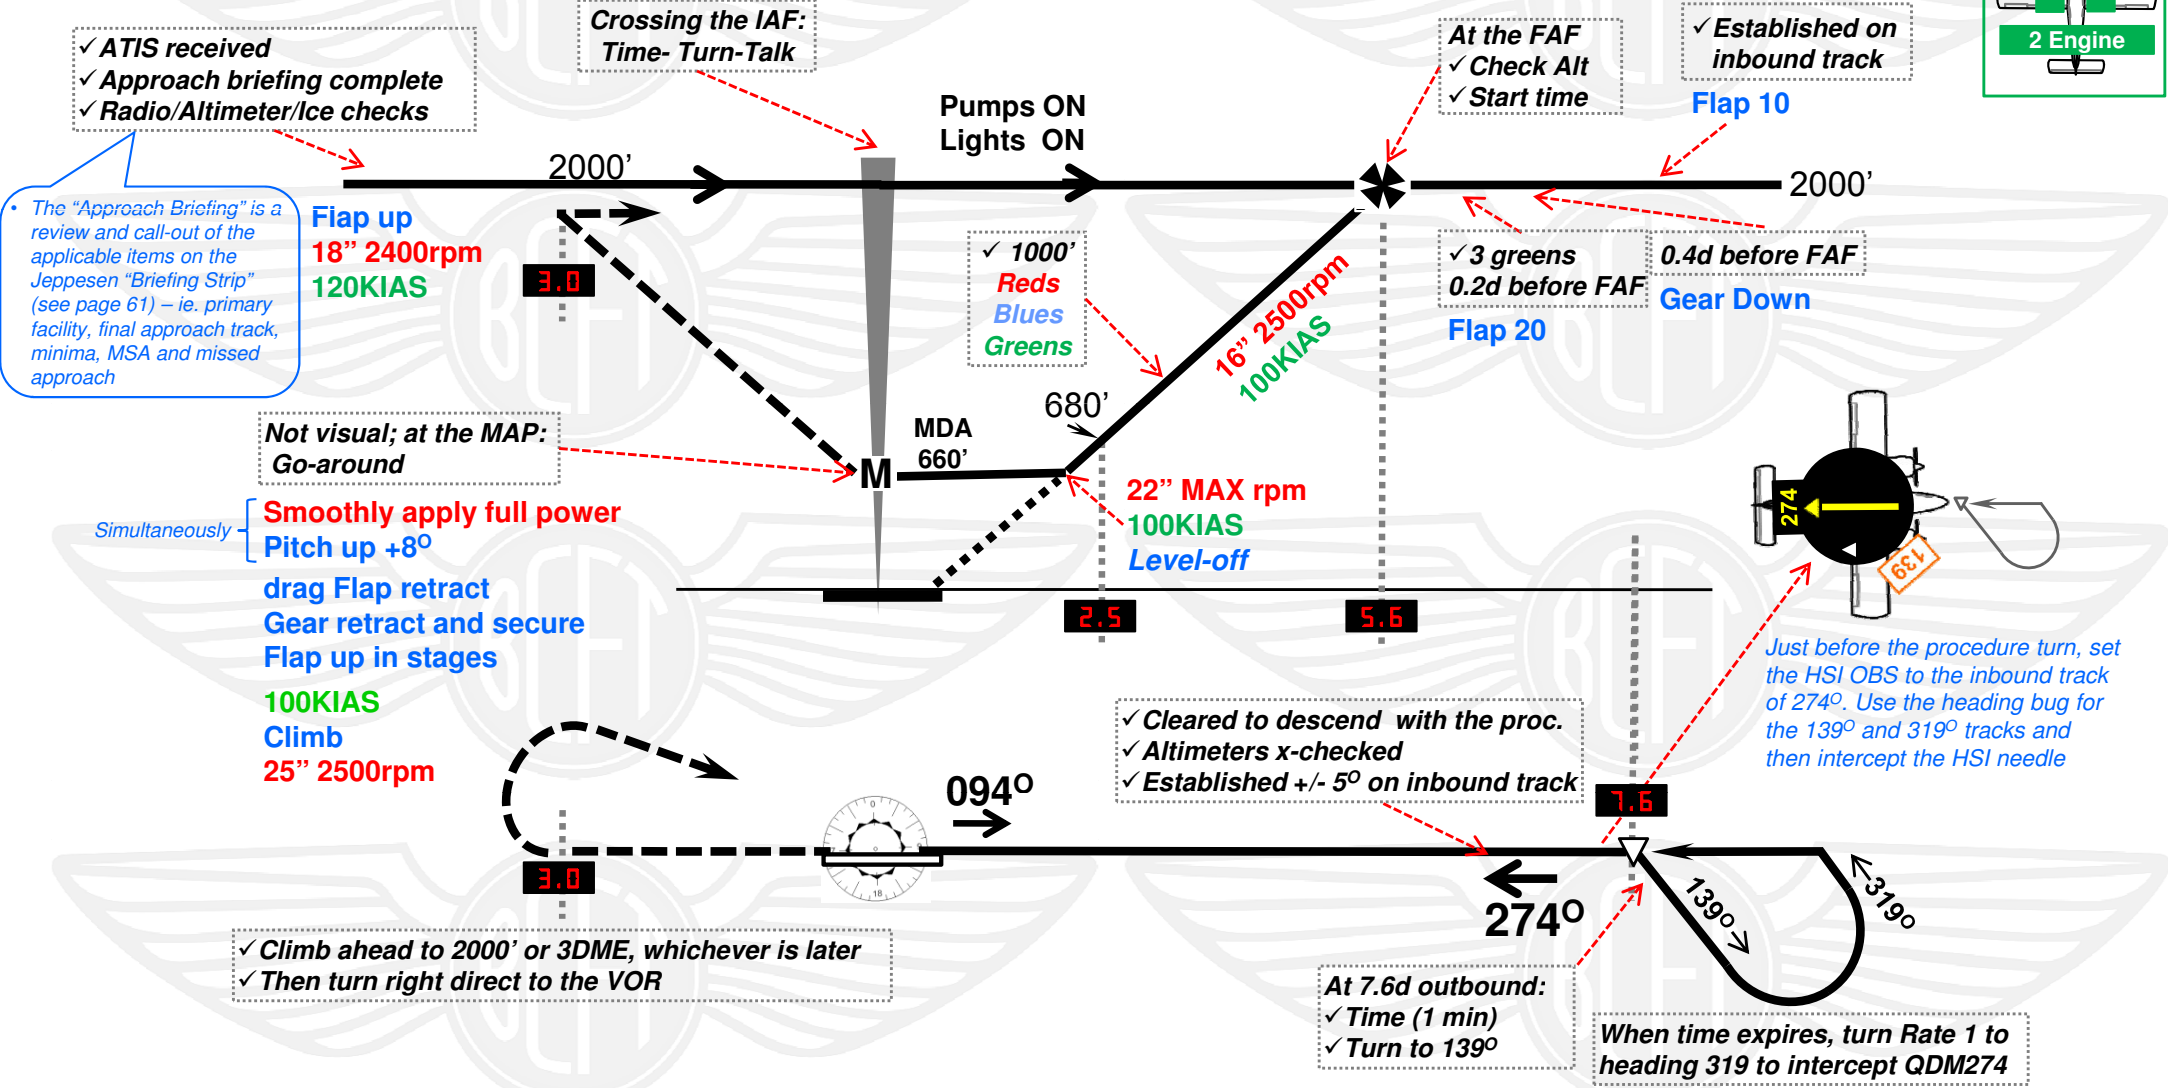 ✓ATIS received
✓Approach briefing complete
✓Radio/Altimeter/Ice checks
Crossing the IAF:
Time- Turn-Talk
Pumps ON
Lights ON
At the FAF
✓Check Alt
✓Start time
✓Established on
inbound track
Flap 10
2 Engine
2000’
2000’
• The “Approach Briefing” is a
review and call-out of the
applicable items on the
Jeppesen “Briefing Strip”
(see page 61) – ie. primary
facility, final approach track,
minima, MSA and missed
approach
Flap up
18” 2400rpm
120KIAS
3.0
✓ 1000’
Reds
Blues
Greens
16” 2500rpm
100KIAS
✓3 greens
0.2d before FAF
Flap 20
0.4d before FAF
Gear Down
680’
MDA
660’
M
Not visual; at the MAP:
Go-around
Simultaneously
Smoothly apply full power
Pitch up +8O
drag Flap retract
Gear retract and secure
Flap up in stages
100KIAS
Climb
25” 2500rpm
22” MAX rpm
100KIAS
Level-off
2.5
5.6
274
139
Just before the procedure turn, set
the HSI OBS to the inbound track
of 274O. Use the heading bug for
the 139O and 319O tracks and
then intercept the HSI needle
✓Cleared to descend with the proc.
✓Altimeters x-checked
✓Established +/- 5O on inbound track
7.6
094O
0
18
3.0
274O
139O
319O
✓Climb ahead to 2000’ or 3DME, whichever is later
✓Then turn right direct to the VOR
At 7.6d outbound:
✓Time (1 min)
✓Turn to 139O
When time expires, turn Rate 1 to
heading 319 to intercept QDM274